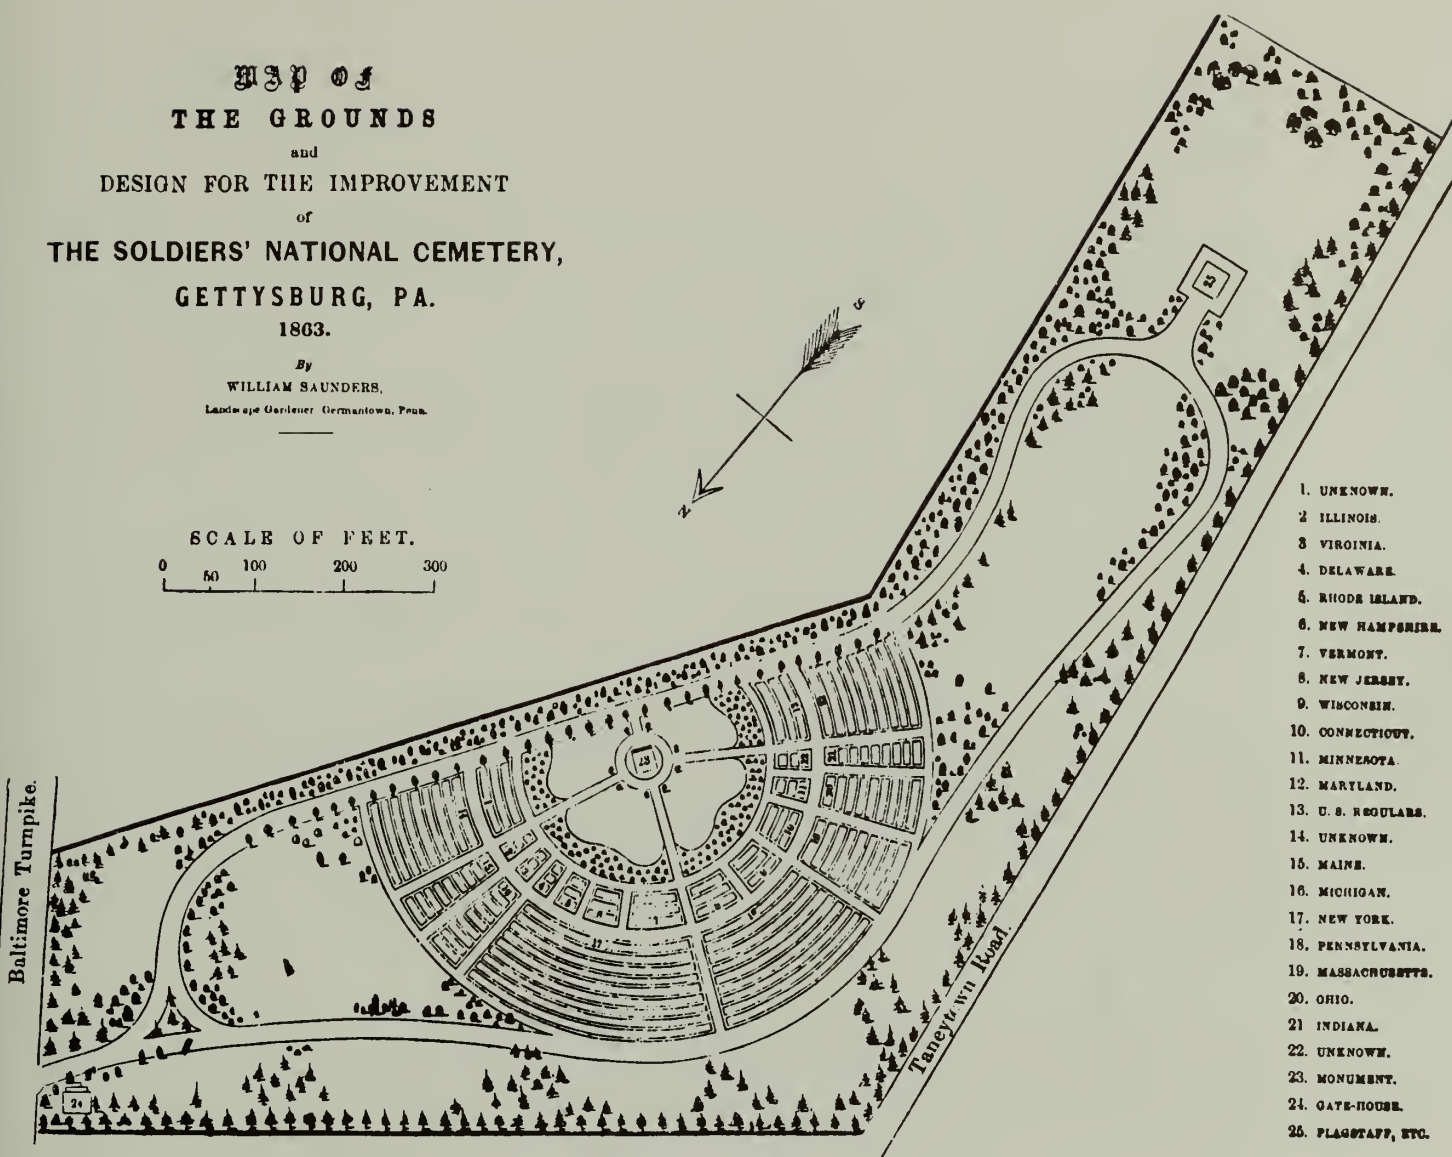 MAP OF
THE GROUNDS
and
DESIGN FOR THE IMPROVEMENT
of
THE SOLDIERS' NATIONAL CEMETERY,
GETTYSBURG, PA.
1863.
By
WILLIAM SAUNDERS,
Landscape Gardener Germantown, Penn.
S
N
SCALE OF FEET.
0 50 100 200 300
25
23
17
24
Baltimore Turnpike.
Taneytown Road.
1. UNKNOWN.
2 ILLINOIS.
3 VIRGINIA.
4. DELAWARE.
5. RHODE ISLAND.
6. NEW HAMPSHIRE.
7. VERMONT.
8. NEW JERSEY.
9. WISCONSIN.
10. CONNECTICUT.
11. MINNESOTA.
12. MARYLAND.
13. U. S. REGULARS.
14. UNKNOWN.
15. MAINE.
16. MICHIGAN.
17. NEW YORK.
18. PENNSYLVANIA.
19. MASSACHUSETTS.
20. OHIO.
21 INDIANA.
22. UNKNOWN.
23. MONUMENT.
24. GATE-HOUSE.
25. FLAGSTAFF, ETC.